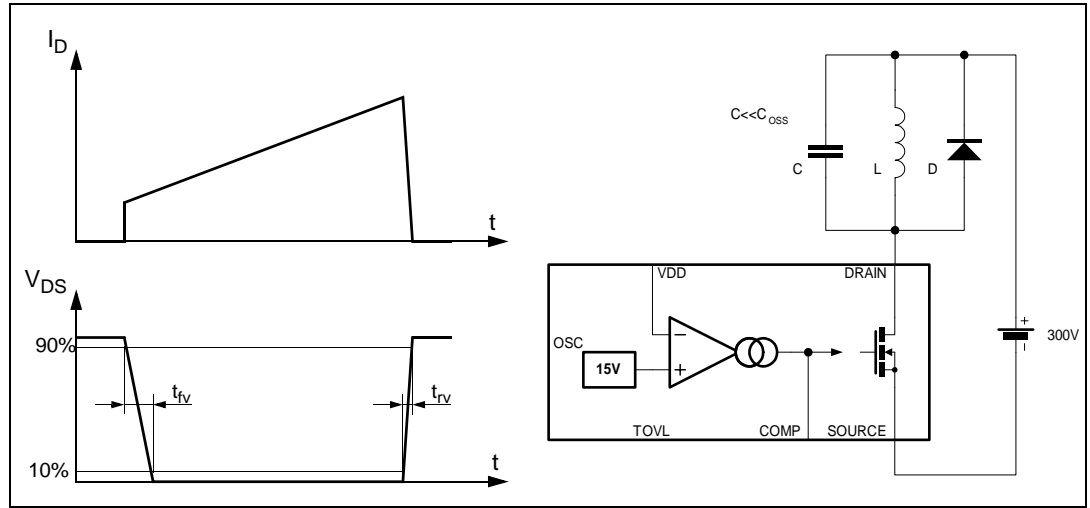 I_D
t
V_DS
90%
t_fv
t_rv
10%
t
C<<C_OSS
C
L
D
VDD
DRAIN
OSC
15V
−
+
TOVL
COMP
SOURCE
+
-
300V